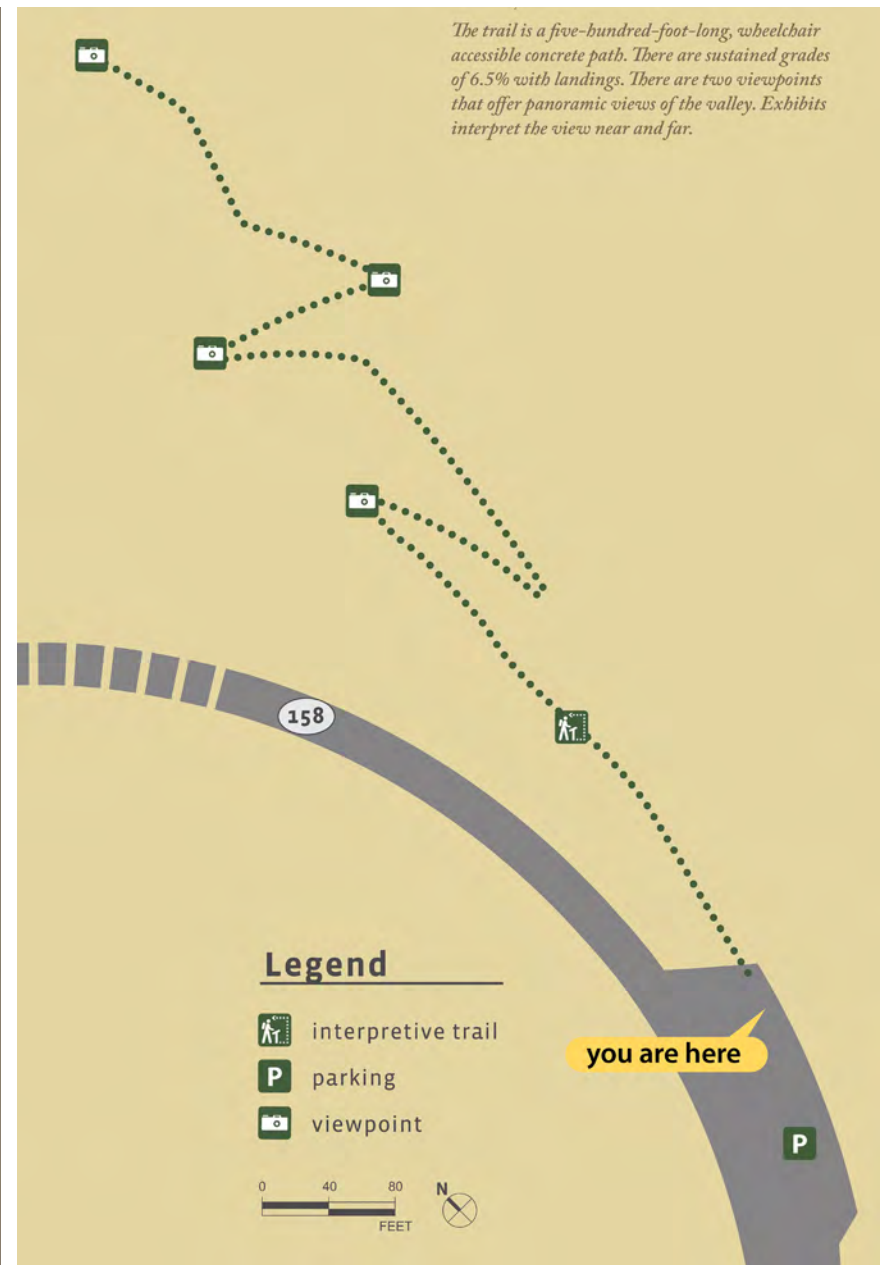 The trail is a five-hundred-foot-long, wheelchair
accessible concrete path. There are sustained grades
of 6.5% with landings. There are two viewpoints
that offer panoramic views of the valley. Exhibits
interpret the view near and far.
158
Legend
interpretive trail
P parking
viewpoint
you are here
P
0 40 80
FEET
N